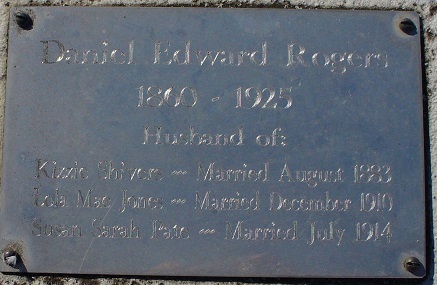 Daniel Edward Rogers
1860 - 1925
Husband of:
Kizzie Shivers ~ Married August 1883
Lola Mae Jones ~ Married December 1910
Susan Sarah Pate ~ Married July 1914